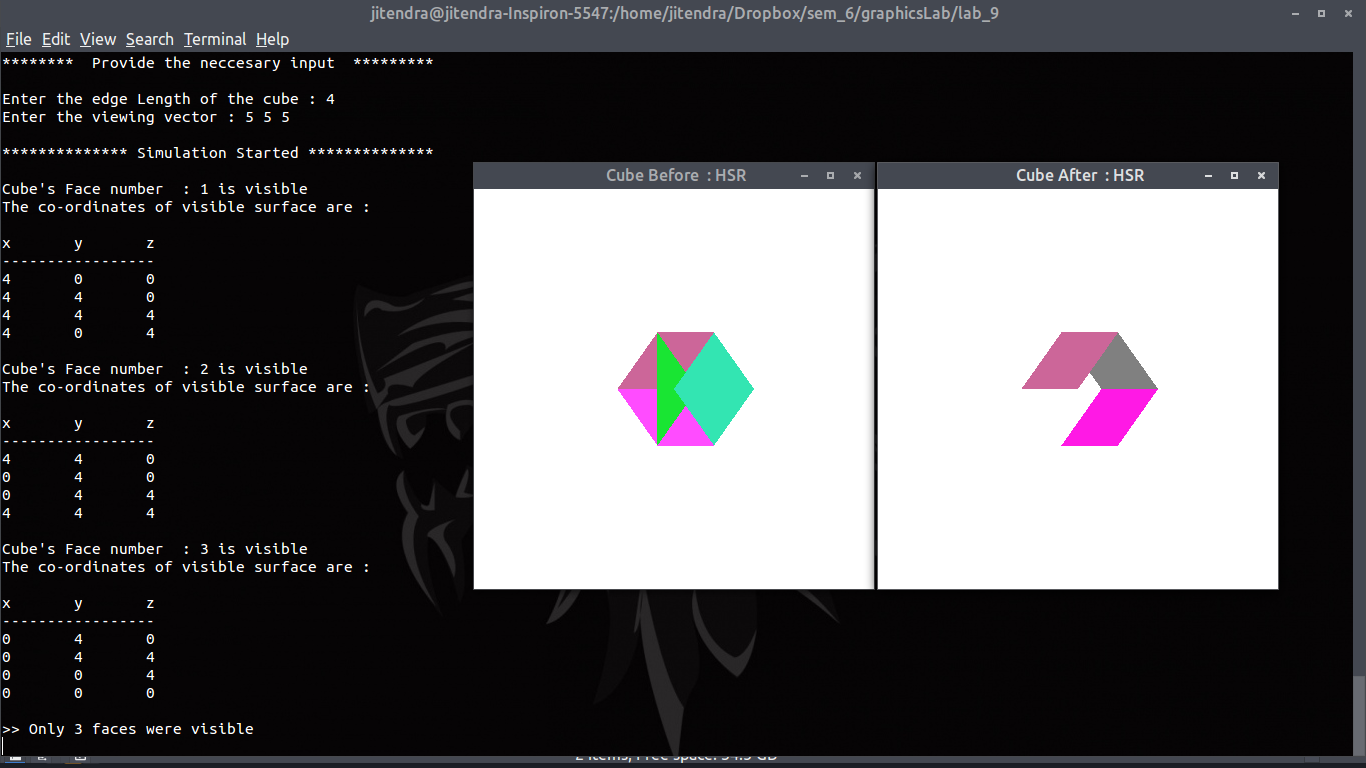 jitendra@jitendra-Inspiron-5547:/home/jitendra/Dropbox/sem_6/graphicsLab/lab_9
File Edit View Search Terminal Help
******** Provide the neccesary input *********
Enter the edge Length of the cube : 4
Enter the viewing vector : 5 5 5
************** Simulation Started **************
Cube's Face number : 1 is visible
The co-ordinates of visible surface are :
x y z
-----------------
4 0 0
4 4 0
4 4 4
4 0 4
Cube's Face number : 2 is visible
The co-ordinates of visible surface are :
x y z
-----------------
4 4 0
0 4 0
0 4 4
4 4 4
Cube's Face number : 3 is visible
The co-ordinates of visible surface are :
x y z
-----------------
0 4 0
0 4 4
0 0 4
0 0 0
>> Only 3 faces were visible
Cube Before : HSR
Cube After : HSR